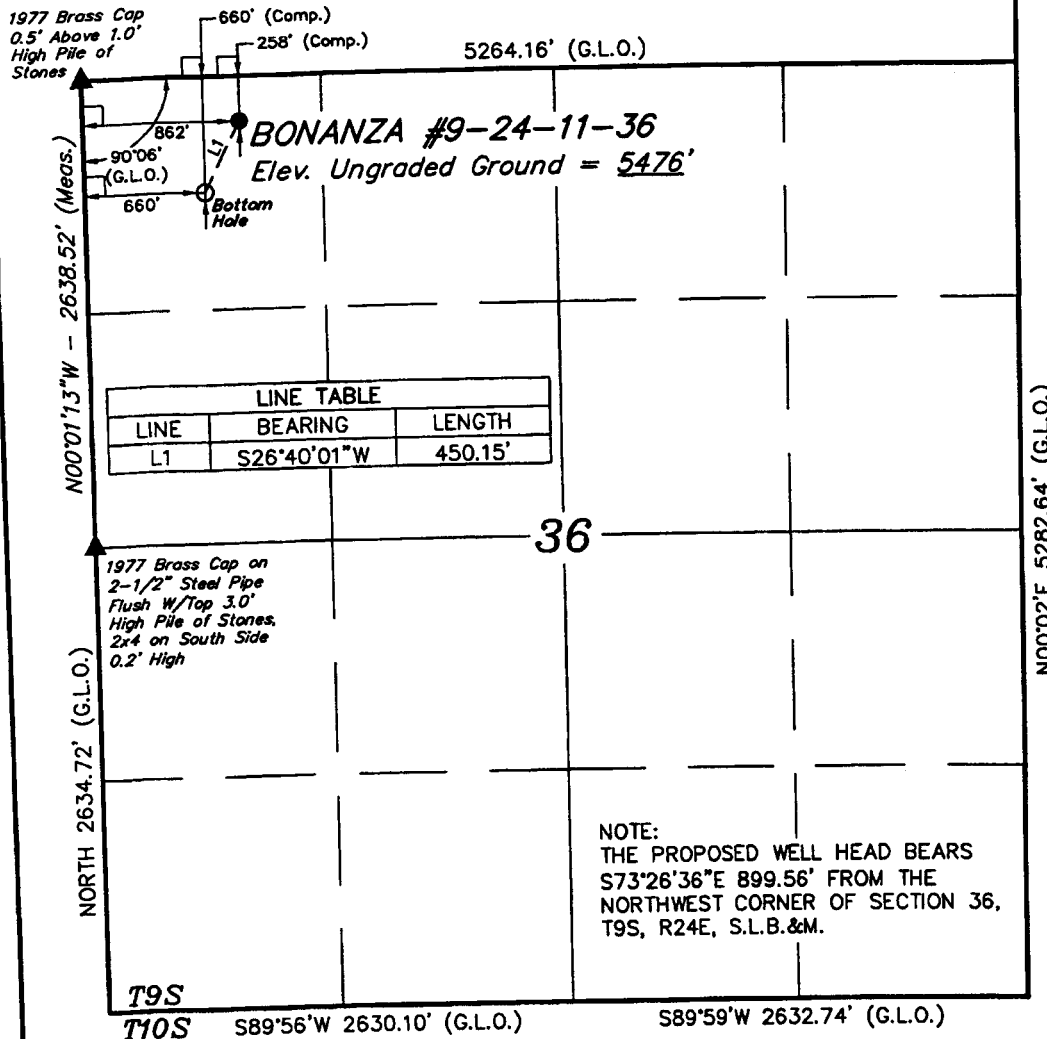 1977 Brass Cap
0.5' Above 1.0'
High Pile of
Stones
660' (Comp.)
258' (Comp.)
5264.16' (G.L.O.)
862'
BONANZA #9-24-11-36
L1
90°06'
(G.L.O.)
Elev. Ungraded Ground = 5476'
660'
Bottom
Hole
N00°01'13"W - 2638.52' (Meas.)
LINE TABLE
LINE BEARING LENGTH
L1 S26°40'01"W 450.15'
36
N00°02'E 5282.64' (G.L.O.)
1977 Brass Cap on
2-1/2" Steel Pipe
Flush W/Top 3.0'
High Pile of Stones,
2x4 on South Side
0.2' High
NORTH 2634.72' (G.L.O.)
NOTE:
THE PROPOSED WELL HEAD BEARS
S73°26'36"E 899.56' FROM THE
NORTHWEST CORNER OF SECTION 36,
T9S, R24E, S.L.B.&M.
T9S
T10S
S89°56'W 2630.10' (G.L.O.)
S89°59'W 2632.74' (G.L.O.)